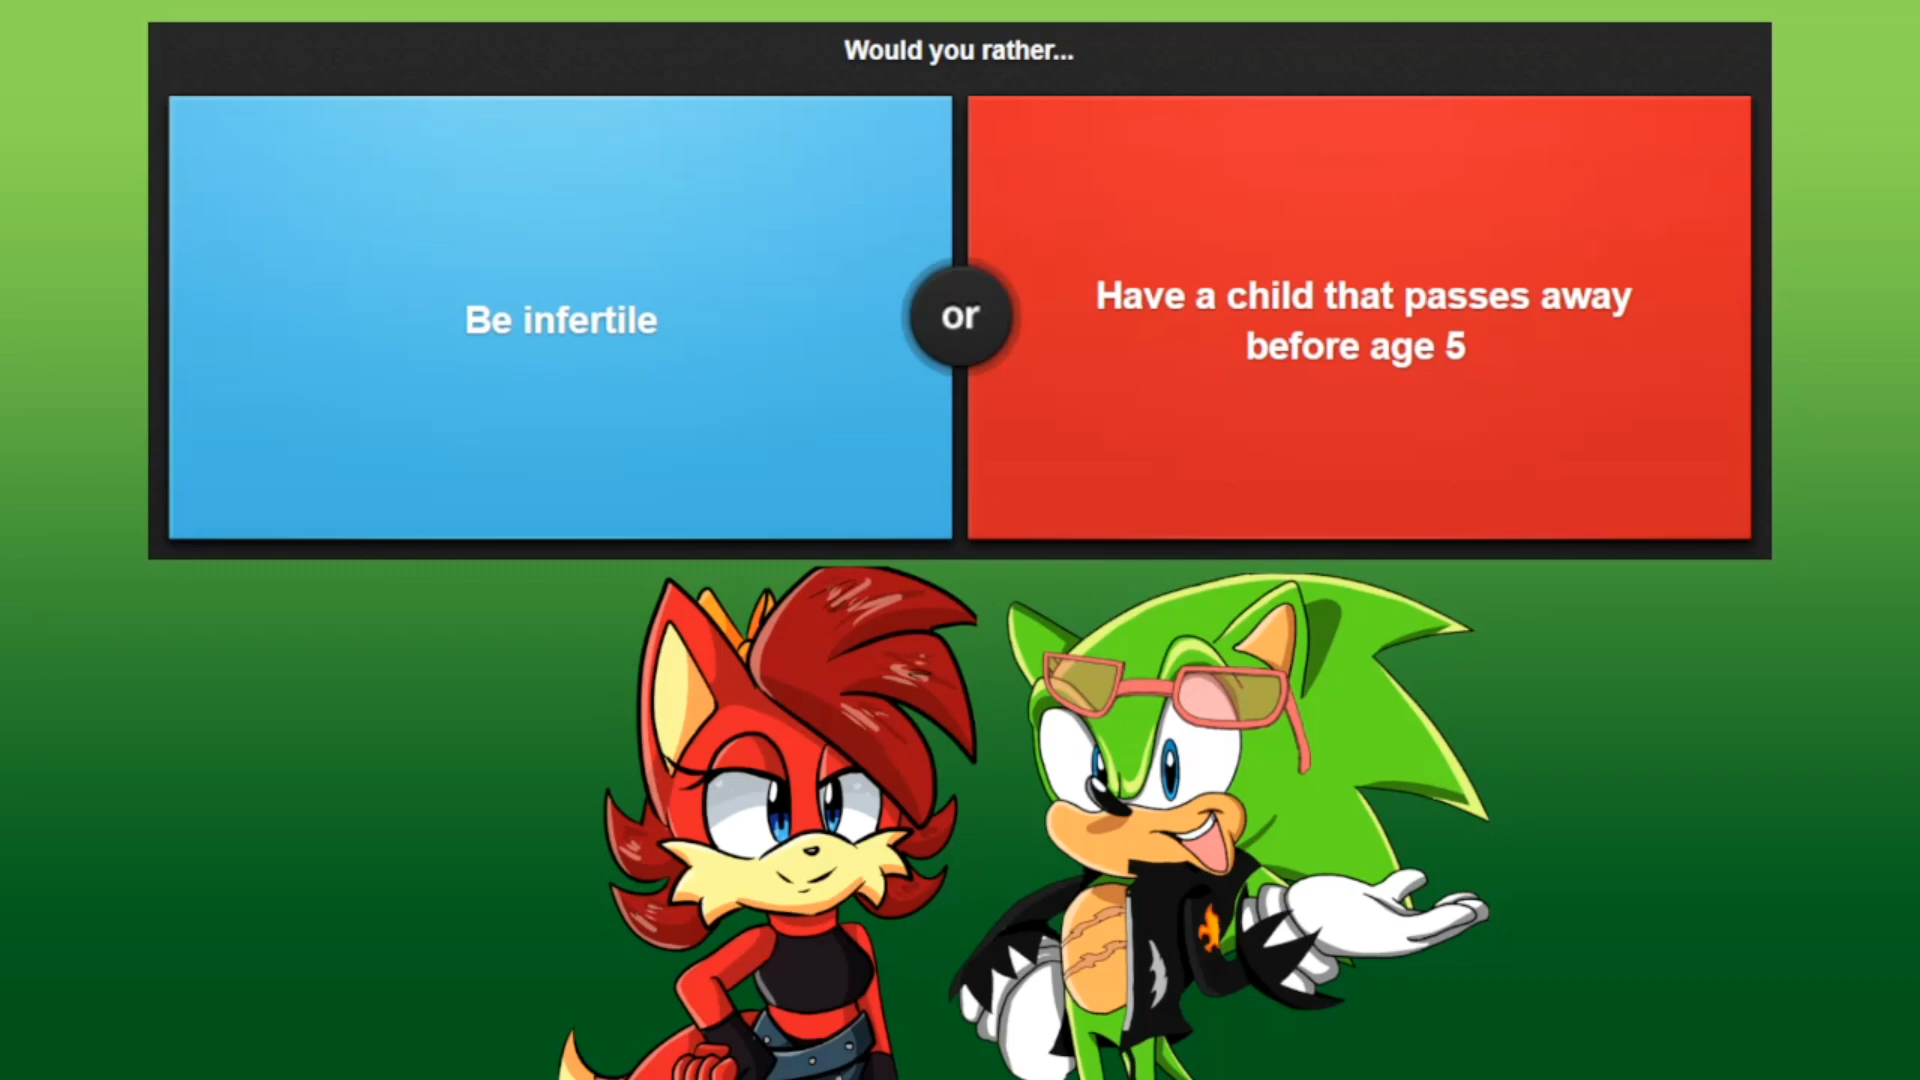 Would you rather...
Be infertile
or
Have a child that passes away
before age 5